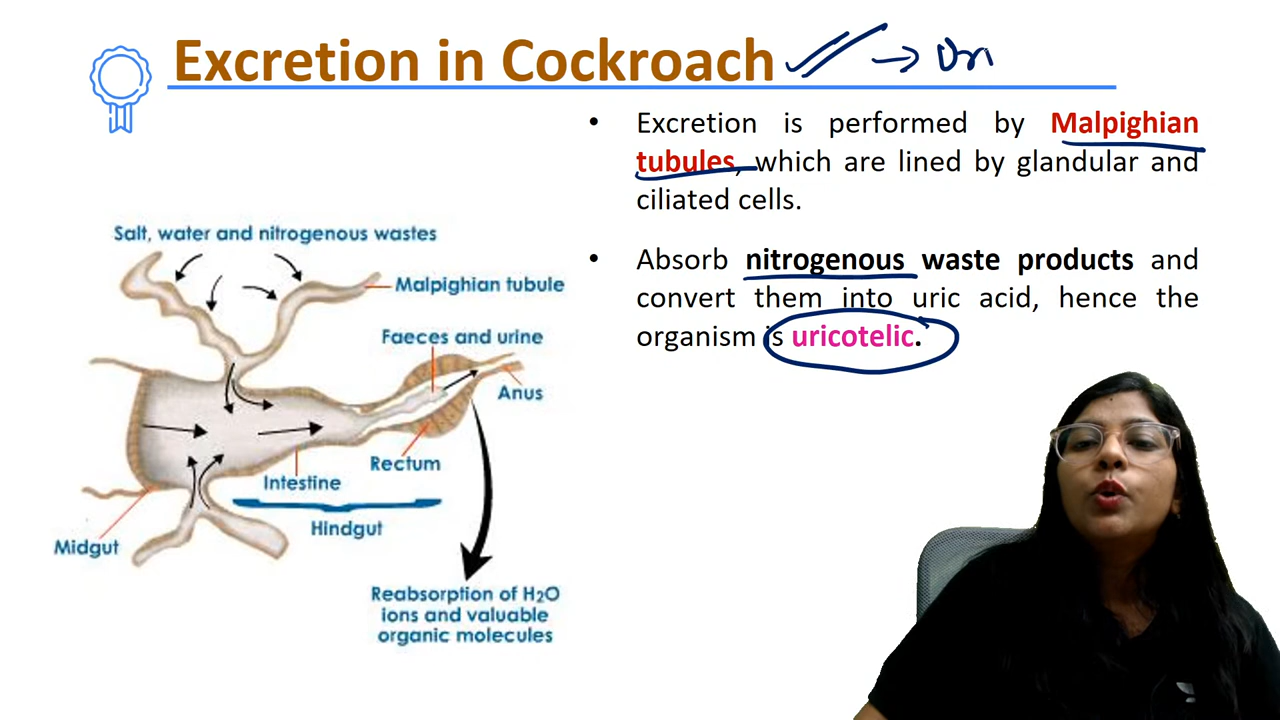 Excretion in Cockroach
• Excretion is performed by Malpighian
tubules, which are lined by glandular and
ciliated cells.
• Absorb nitrogenous waste products and
convert them into uric acid, hence the
organism is uricotelic.
Salt, water and nitrogenous wastes
Malpighian tubule
Faeces and urine
Anus
Rectum
Intestine
Hindgut
Midgut
Reabsorption of H2O
ions and valuable
organic molecules